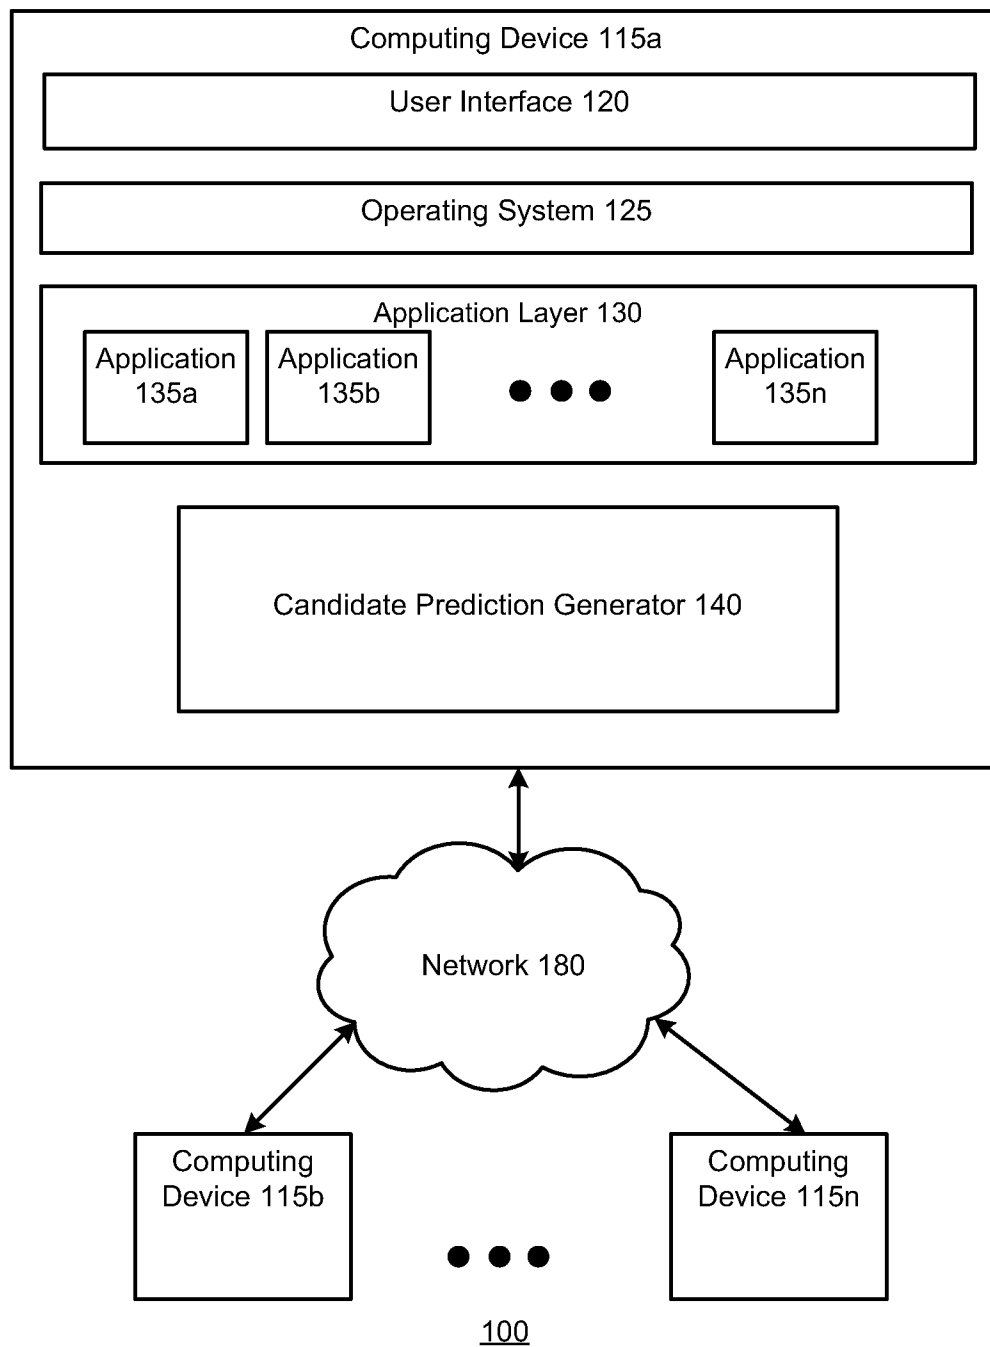 Computing Device 115a
User Interface 120
Operating System 125
Application Layer 130
Application
135a
Application
135b
Application
135n
Candidate Prediction Generator 140
Network 180
Computing
Device 115b
Computing
Device 115n
100